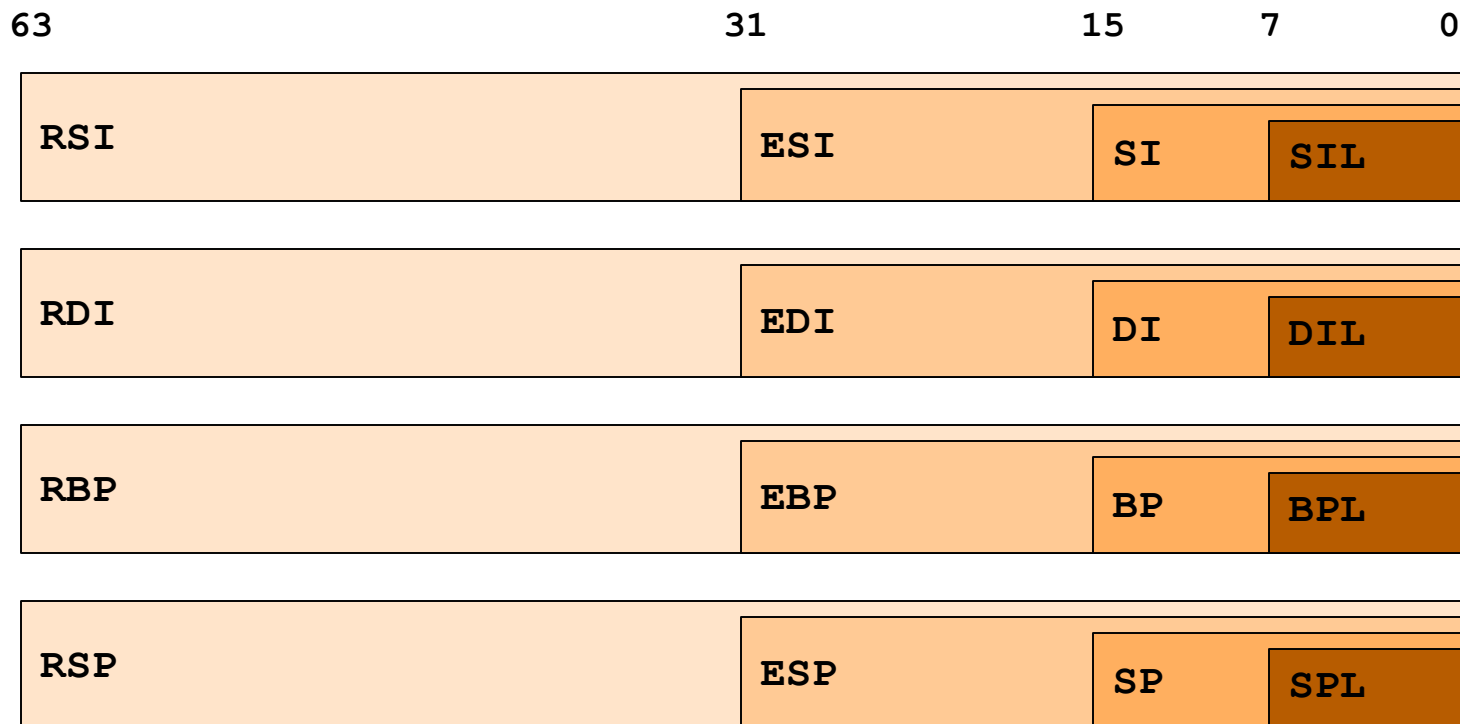 63 31 15 7 0
RSI ESI SI SIL
RDI EDI DI DIL
RBP EBP BP BPL
RSP ESP SP SPL